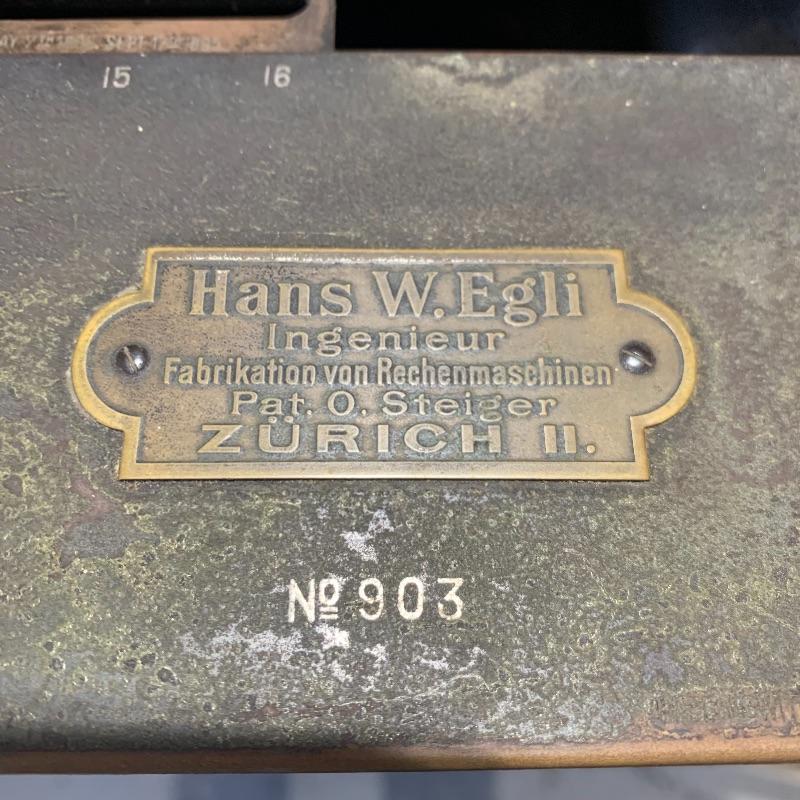 15 16
Hans W. Egli
Ingenieur
Fabrikation von Rechenmaschinen
Pat. O. Steiger
ZÜRICH II.
No 903